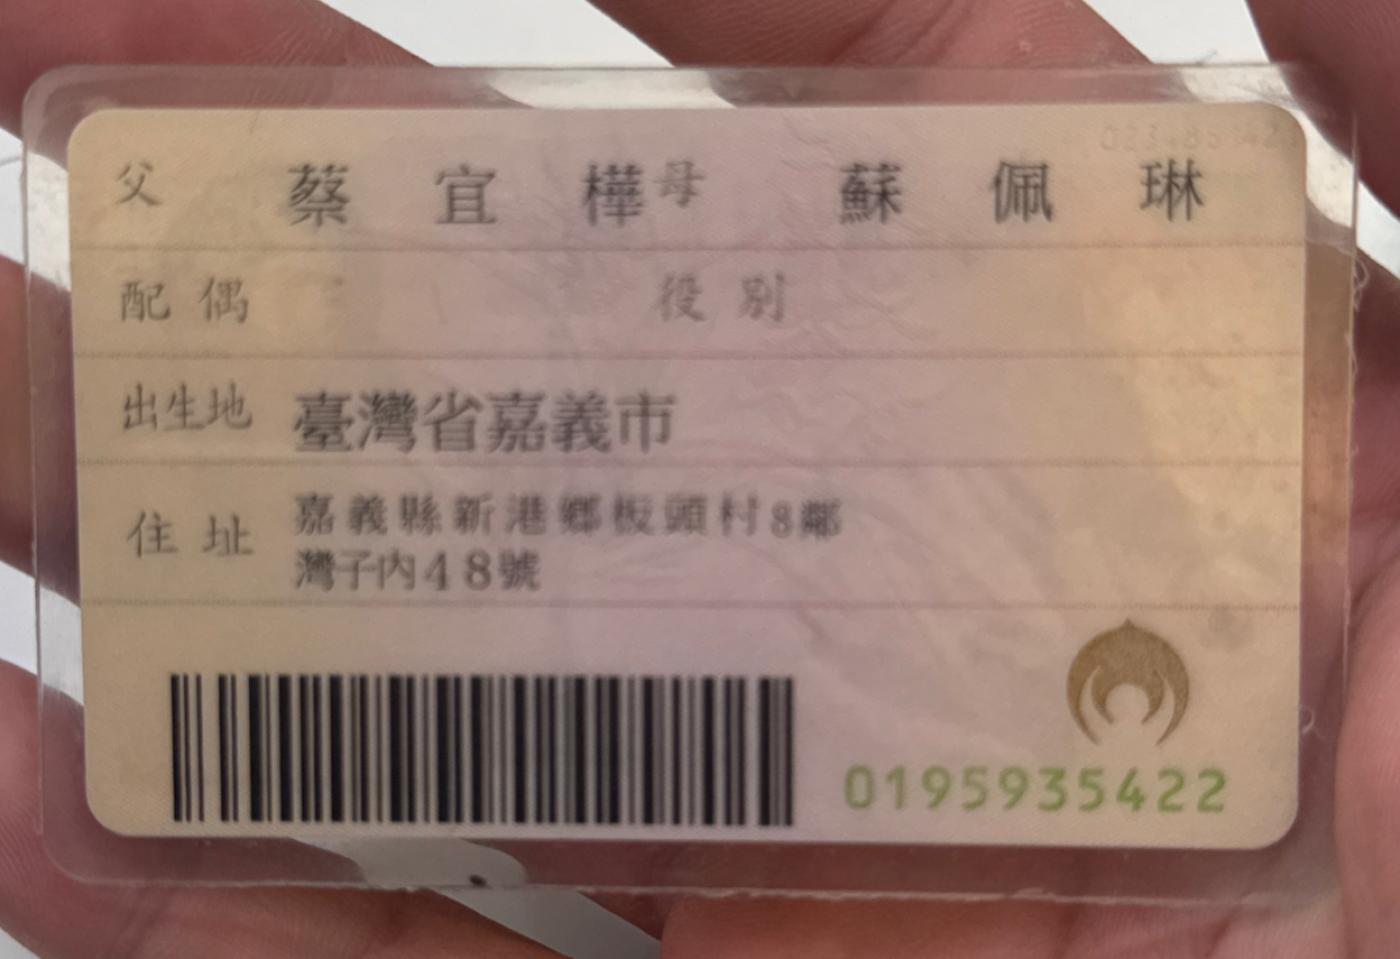 父 蔡宜樺 母 蘇佩琳
配偶 役別
出生地 臺灣省嘉義市
住址 嘉義縣新港鄉板頭村8鄰
灣子內48號
0195935422